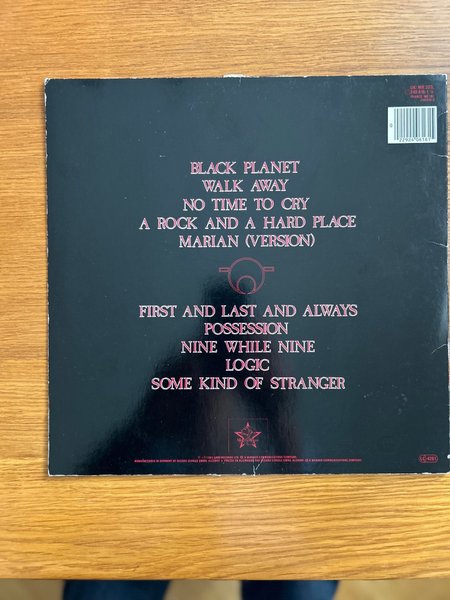 BLACK PLANET
WALK AWAY
NO TIME TO CRY
A ROCK AND A HARD PLACE
MARIAN (VERSION)
FIRST AND LAST AND ALWAYS
POSSESSION
NINE WHILE NINE
LOGIC
SOME KIND OF STRANGER